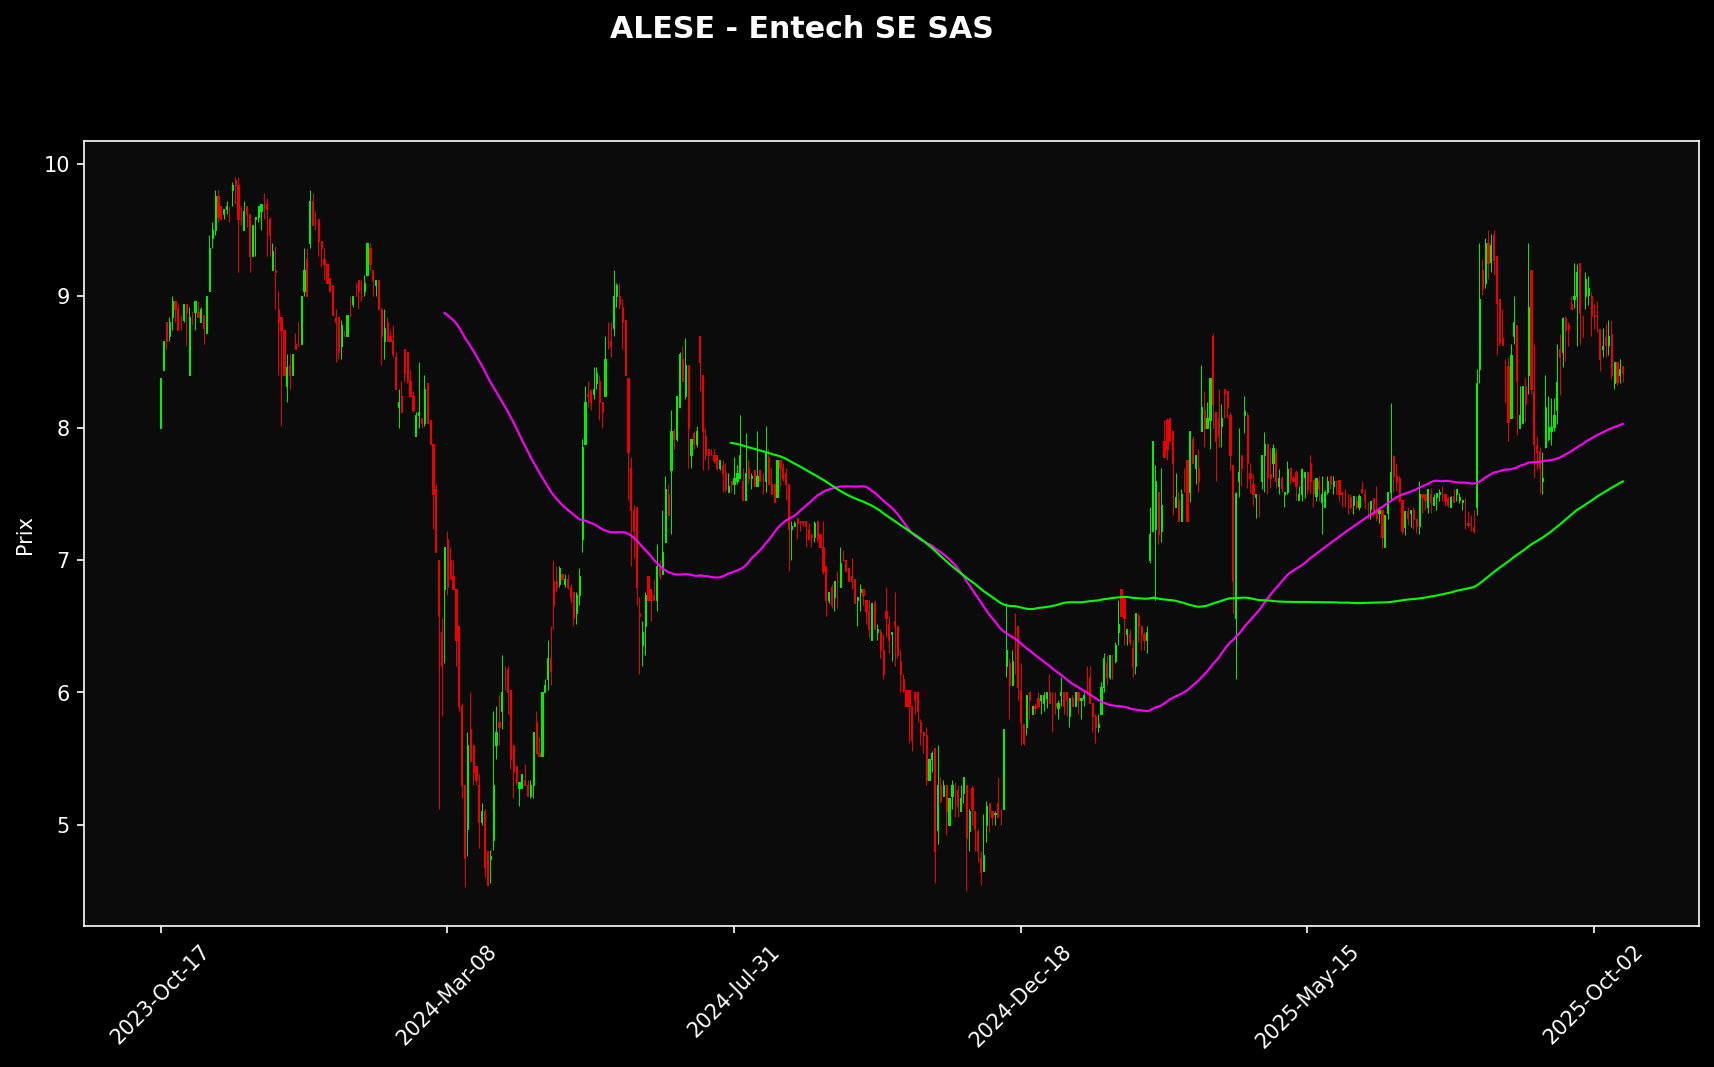 ALESE - Entech SE SAS
Prix
10
9
8
7
6
5
2023-Oct-17
2024-Mar-08
2024-Jul-31
2024-Dec-18
2025-May-15
2025-Oct-02